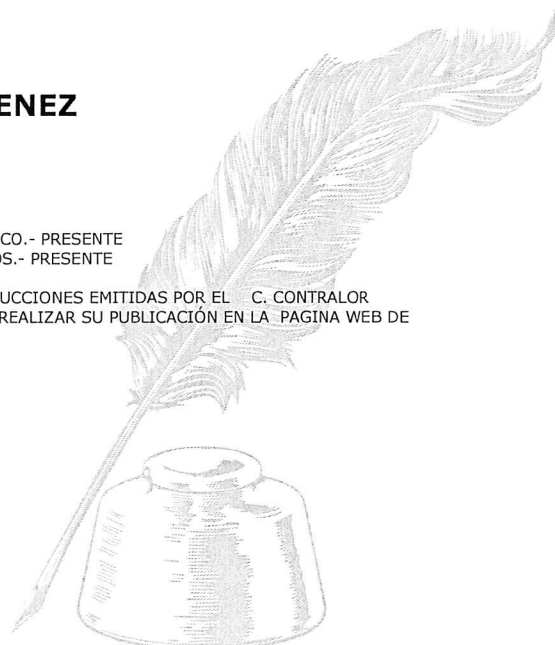 ENEZ
CO.- PRESENTE
OS.- PRESENTE
UCCIONES EMITIDAS POR EL C. CONTRALOR
REALIZAR SU PUBLICACIÓN EN LA PAGINA WEB DE